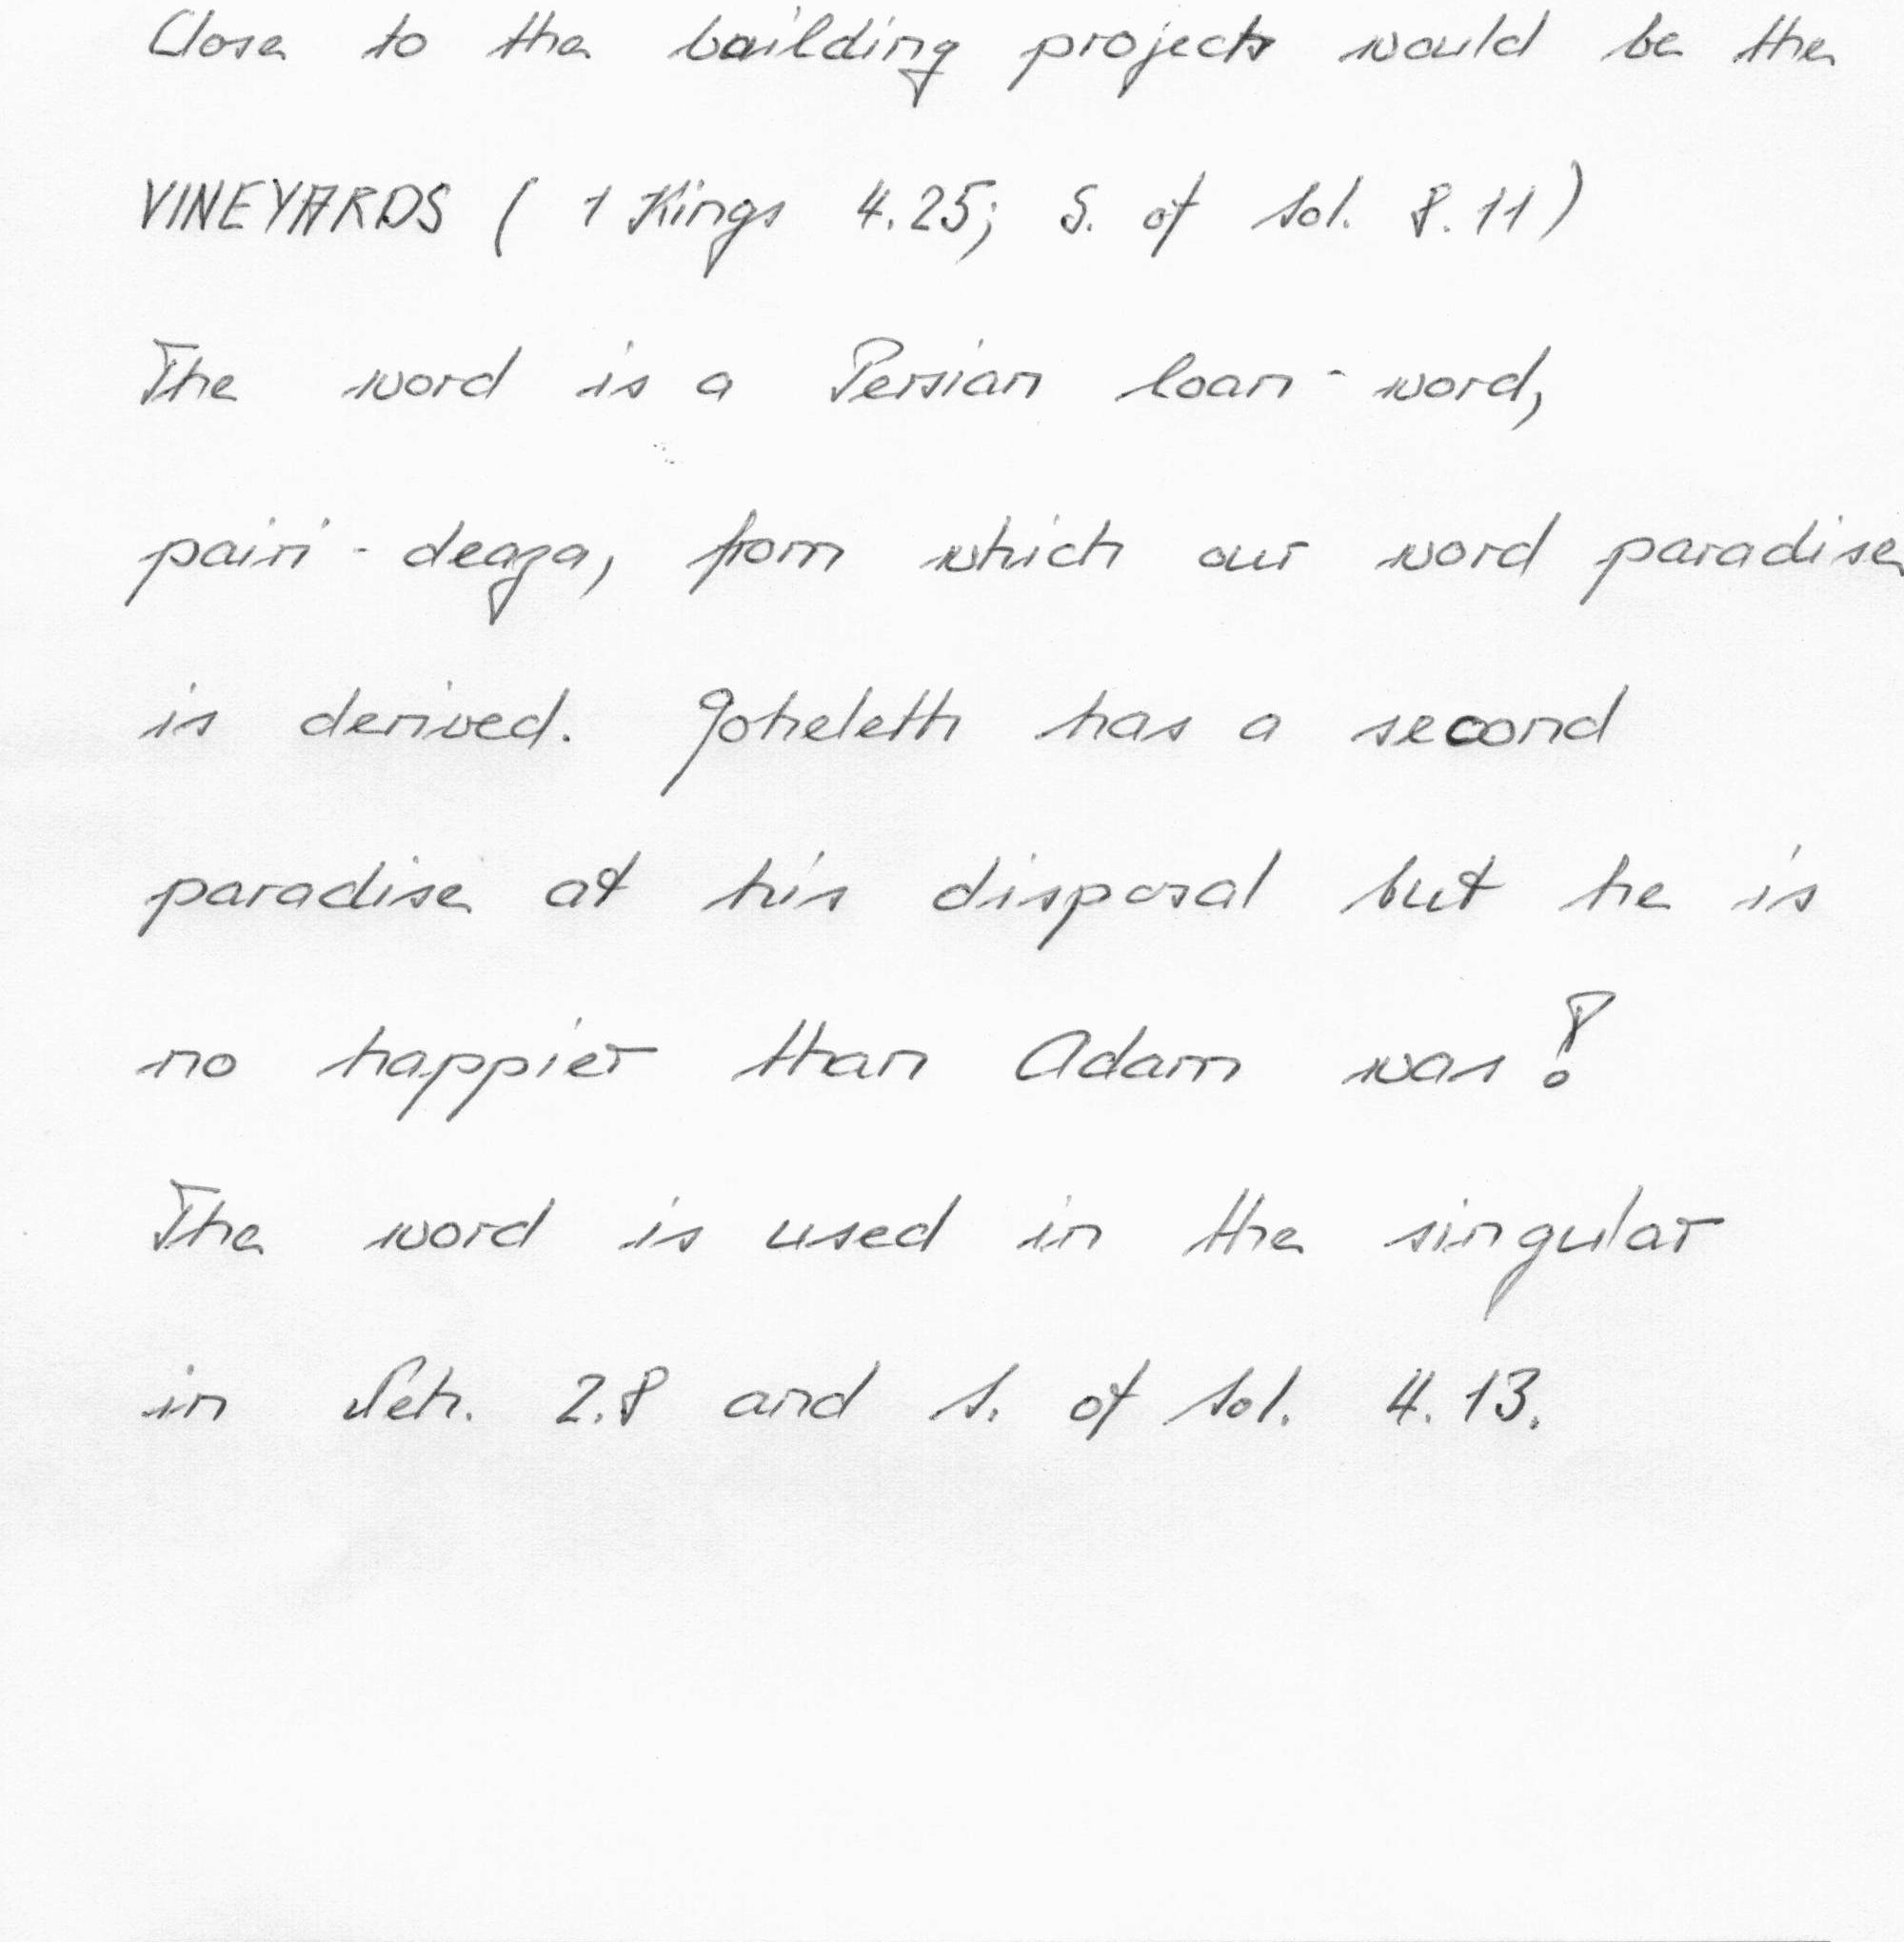 Close to the building projects would be the
VINEYARDS ( 1 Kings 4.25; S. of Sol. 8.11)
The word is a Persian loan-word,
pairi-deaza, from which our word paradise
is derived. Qoheleth has a second
paradise at his disposal but he is
no happier than Adam was!
The word is used in the singular
in Neh. 2.8 and S. of Sol. 4.13.